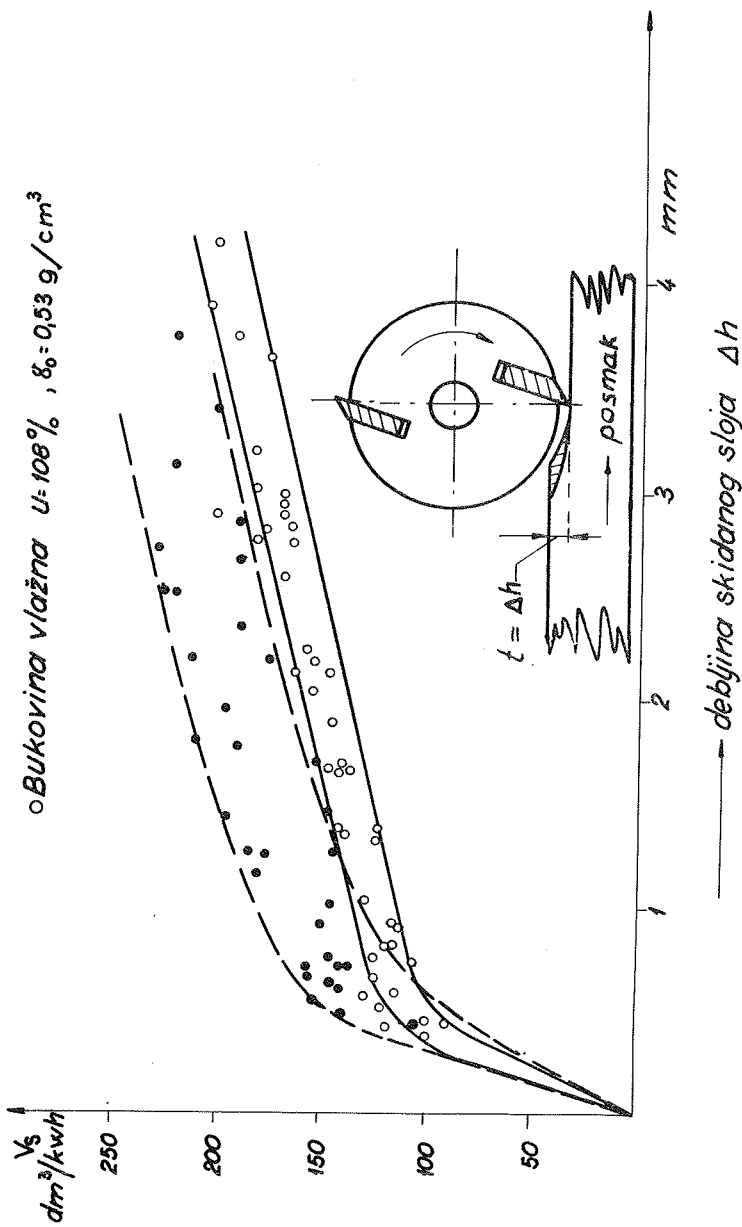 ○ Bukovina vlažna u=108%, γ₀=0,53 g/cm³
Vs
dm³/kwh
250
200
150
100
50
1
2
3
4
mm
t = Δh
posmak
debljina skidanog sloja Δh